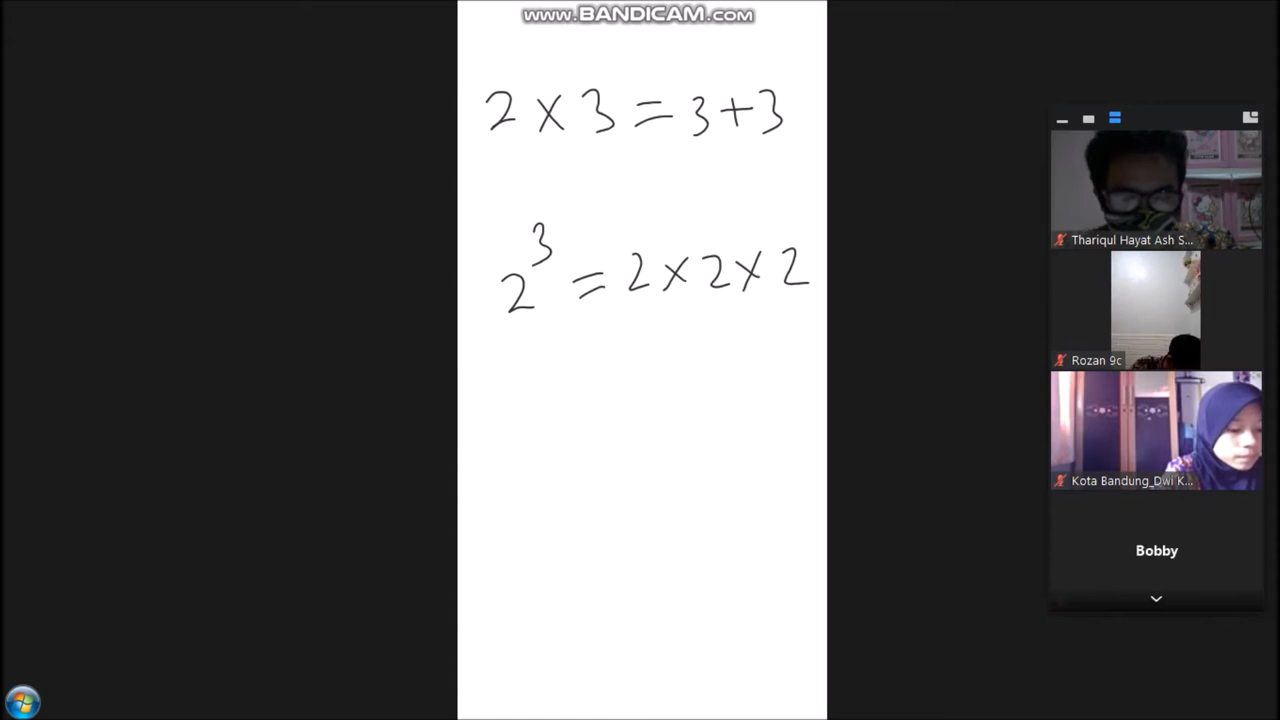 www.BANDICAM.com
2 × 3 = 3 + 3
2³ = 2 × 2 × 2
Thariqul Hayat Ash S...
Rozan 9c
Kota Bandung_Dwi K...
Bobby